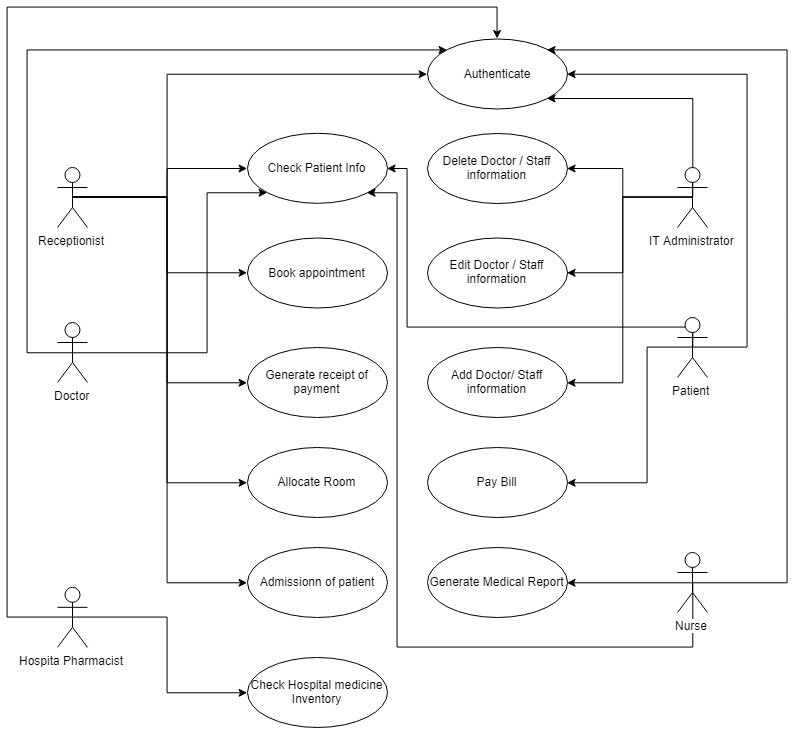 Authenticate
Check Patient Info
Delete Doctor / Staff
information
Receptionist
IT Administrator
Book appointment
Edit Doctor / Staff
information
Generate receipt of
payment
Add Doctor/ Staff
information
Doctor
Patient
Allocate Room
Pay Bill
Admissionn of patient
Generate Medical Report
Nurse
Hospita Pharmacist
Check Hospital medicine
Inventory